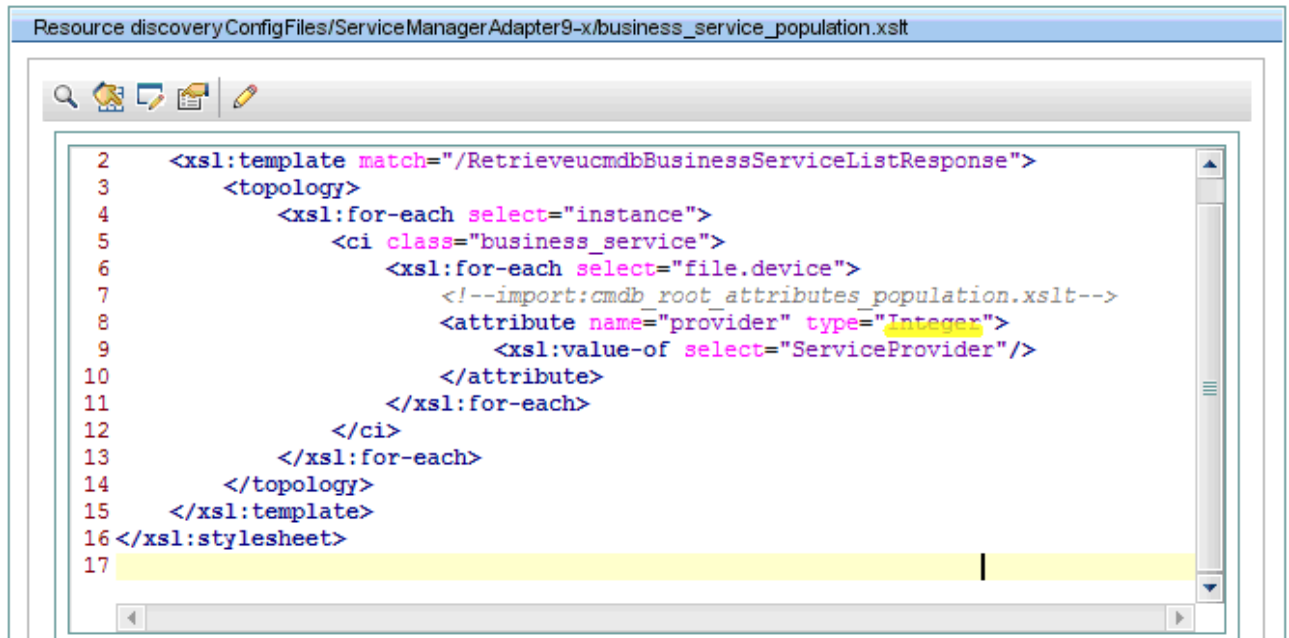 Resource discoveryConfigFiles/ServiceManagerAdapter9-x/business_service_population.xslt
2 <xsl:template match="/RetrieveucmdbBusinessServiceListResponse">
3 <topology>
4 <xsl:for-each select="instance">
5 <ci class="business_service">
6 <xsl:for-each select="file.device">
7 <!--import:cmdb_root_attributes_population.xslt-->
8 <attribute name="provider" type="Integer">
9 <xsl:value-of select="ServiceProvider"/>
10 </attribute>
11 </xsl:for-each>
12 </ci>
13 </xsl:for-each>
14 </topology>
15 </xsl:template>
16 </xsl:stylesheet>
17